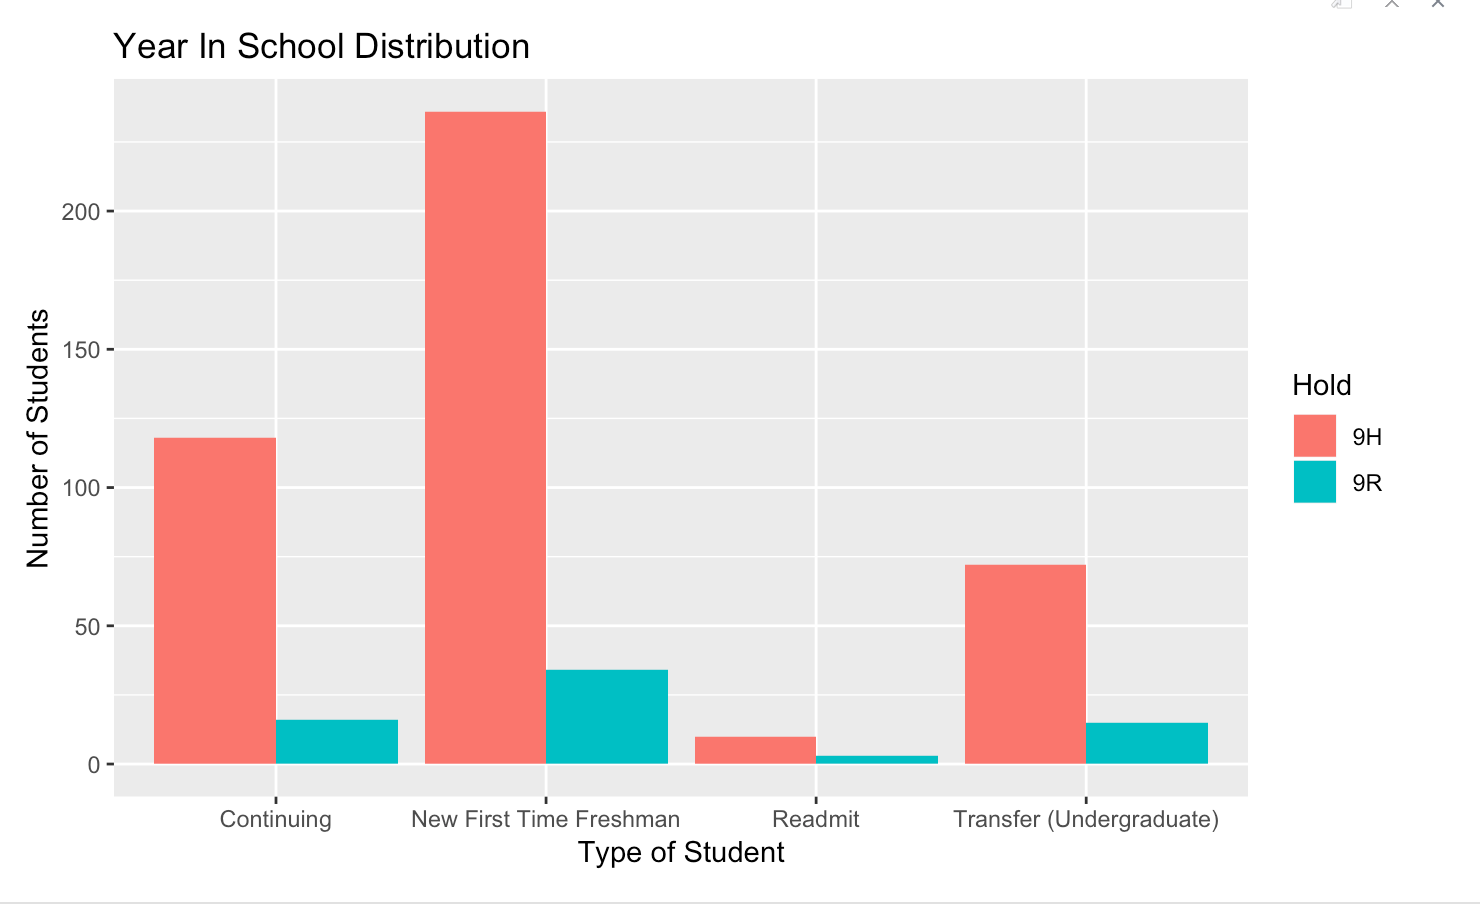 Year In School Distribution
Number of Students
200
150
100
50
0
Continuing
New First Time Freshman
Readmit
Transfer (Undergraduate)
Type of Student
Hold
9H
9R